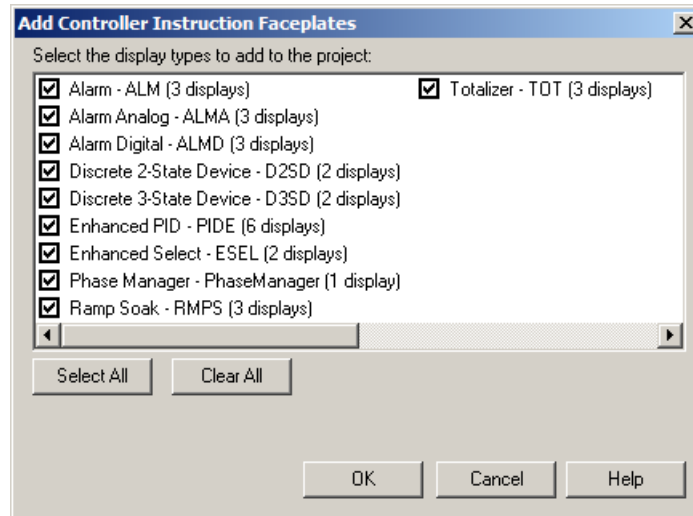 Add Controller Instruction Faceplates
Select the display types to add to the project:
Alarm - ALM (3 displays)
Alarm Analog - ALMA (3 displays)
Alarm Digital - ALMD (3 displays)
Discrete 2-State Device - D2SD (2 displays)
Discrete 3-State Device - D3SD (2 displays)
Enhanced PID - PIDE (6 displays)
Enhanced Select - ESEL (2 displays)
Phase Manager - PhaseManager (1 display)
Ramp Soak - RMPS (3 displays)
Totalizer - TOT (3 displays)
Select All
Clear All
OK
Cancel
Help